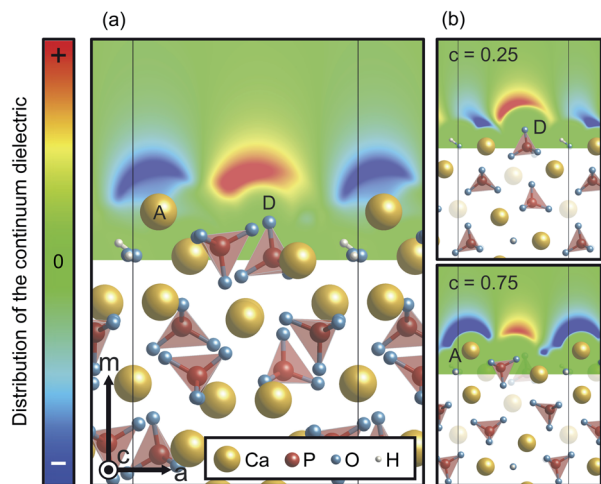 (a)
(b)
Distribution of the continuum dielectric
+
0
−
A
D
m
c
a
Ca P O H
c = 0.25
D
c = 0.75
A